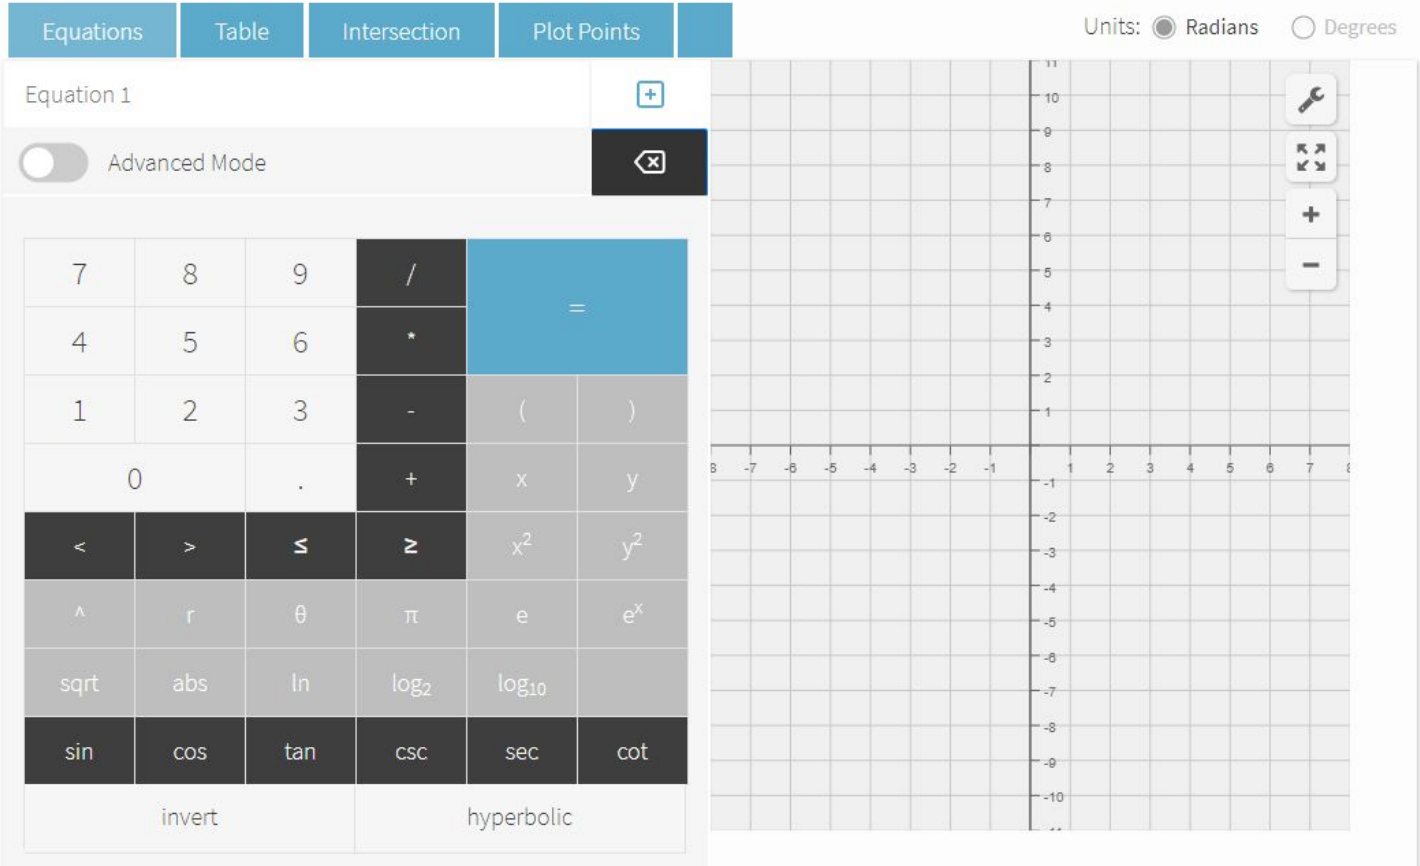 Equations Table Intersection Plot Points Units: Radians Degrees
Equation 1
Advanced Mode
7 8 9 / =
4 5 6 *
1 2 3 - ( )
0 . + x y
< > ≤ ≥ x² y²
^ r θ π e eˣ
sqrt abs ln log₂ log₁₀
sin cos tan csc sec cot
invert hyperbolic
11
10
9
8
7
6
5
4
3
2
1
8 -7 -6 -5 -4 -3 -2 -1 1 2 3 4 5 6 7
-1
-2
-3
-4
-5
-6
-7
-8
-9
-10
+
−